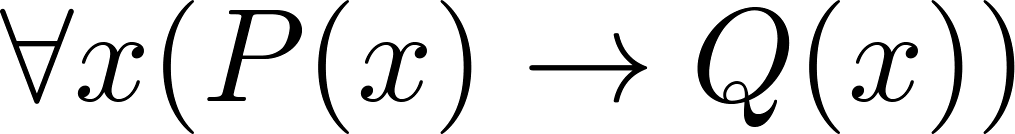 ∀x(P(x) → Q(x))